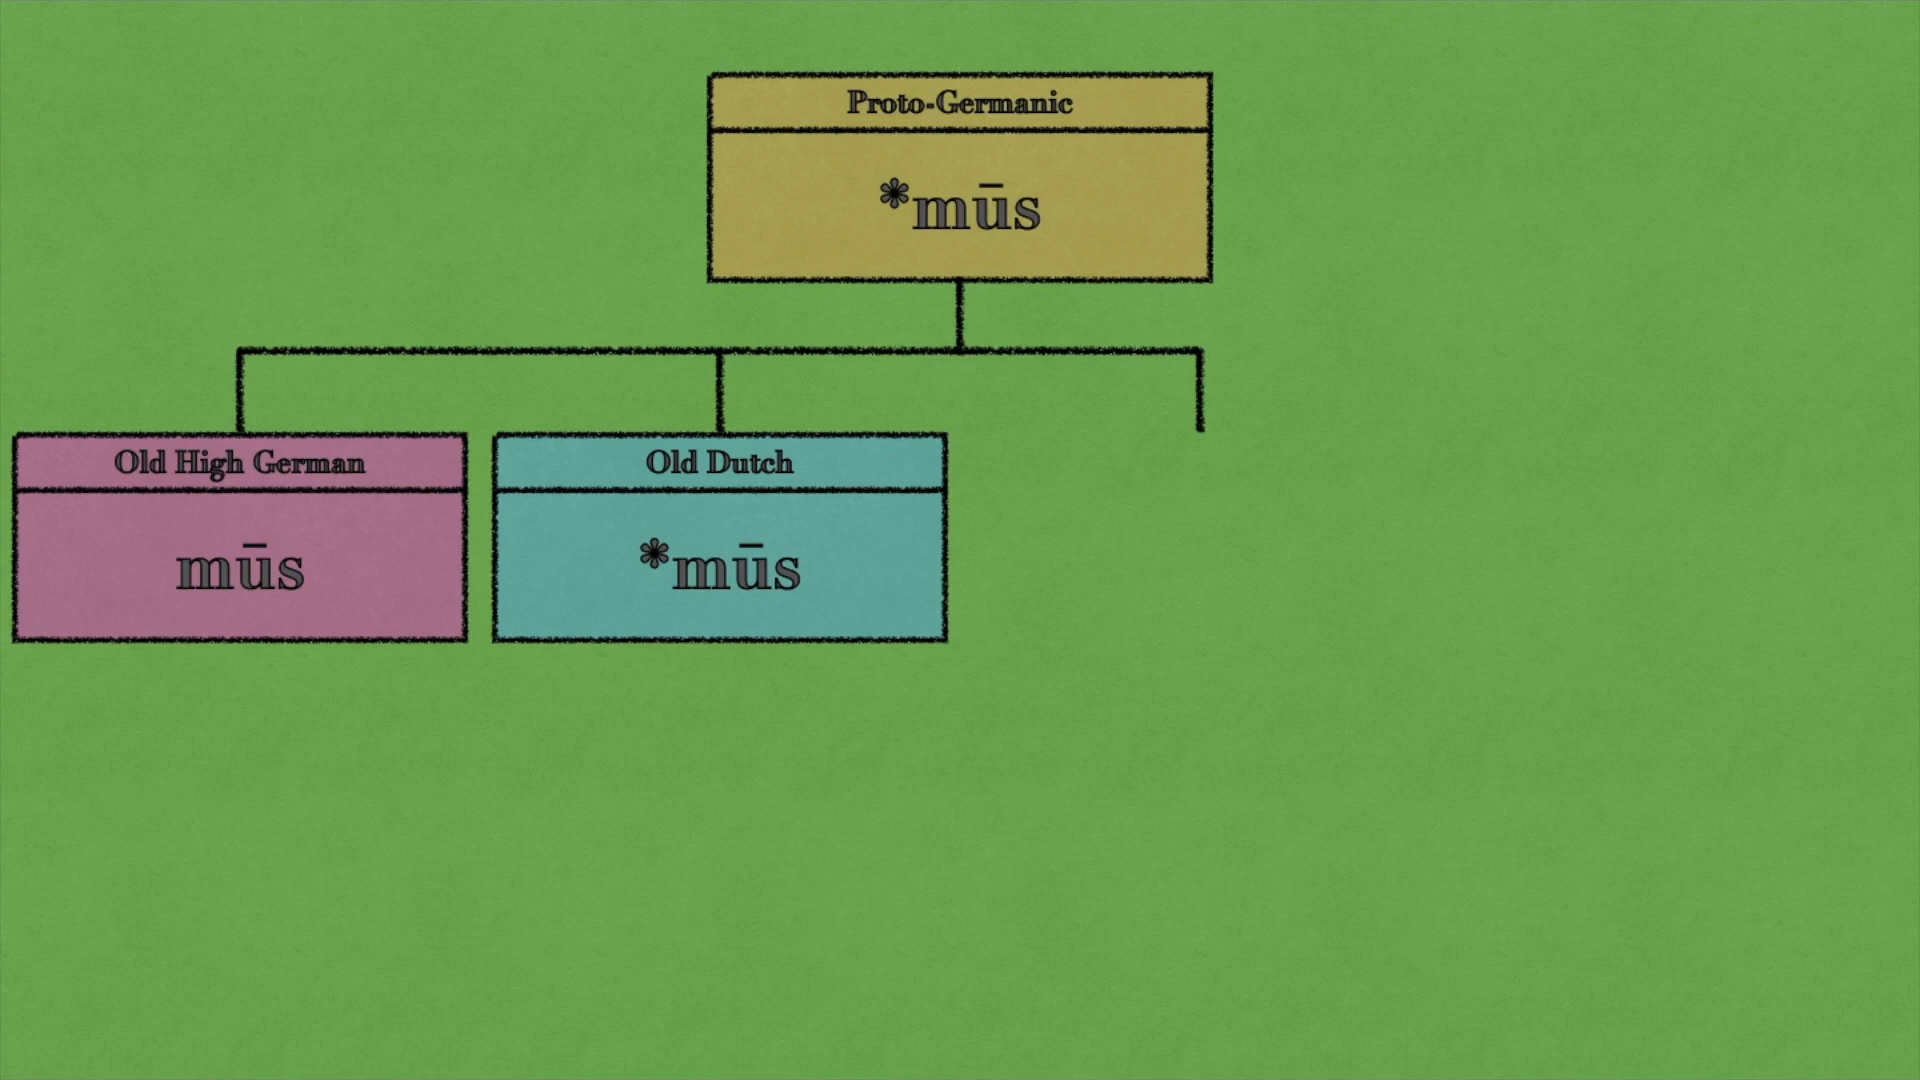 Proto-Germanic
*mūs
Old High German
mūs
Old Dutch
*mūs